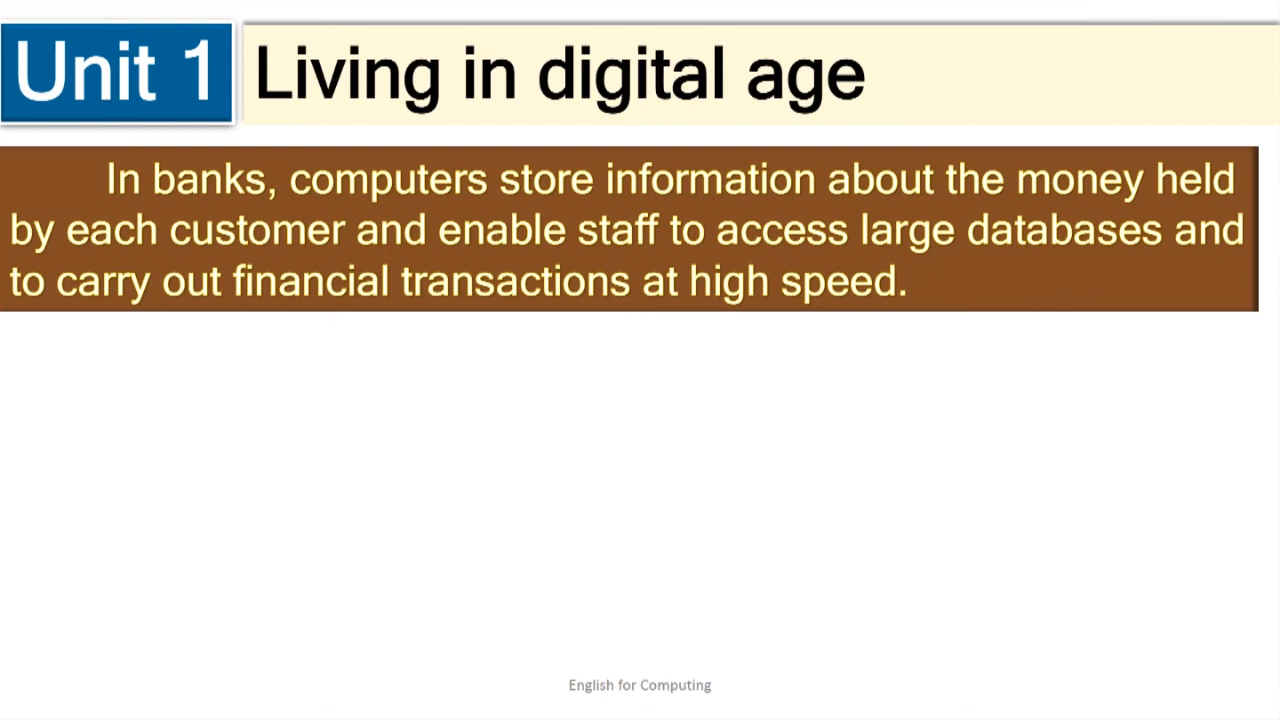 Unit 1
Living in digital age
In banks, computers store information about the money held
by each customer and enable staff to access large databases and
to carry out financial transactions at high speed.
English for Computing